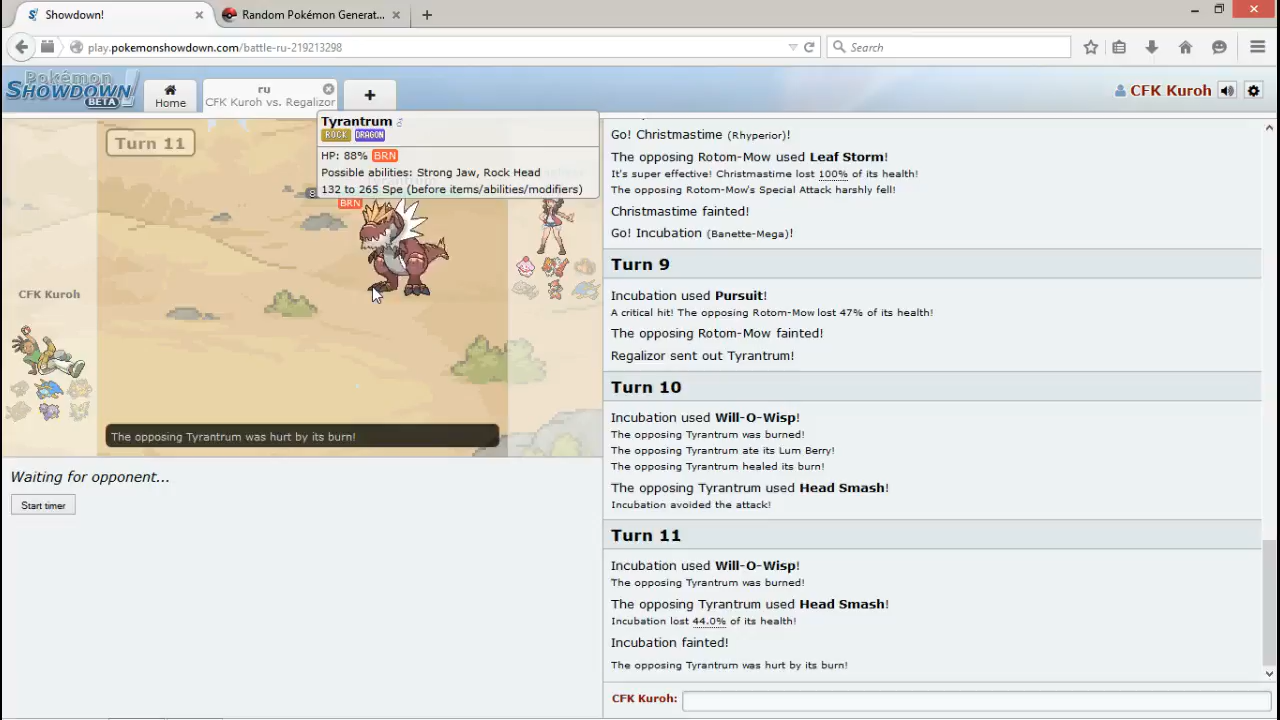 Showdown!
Random Pokémon Generat...
play.pokemonshowdown.com/battle-ru-219213298
Search
Pokémon
SHOWDOWN
BETA
Home
ru
CFK Kuroh vs. Regalizor
CFK Kuroh
Turn 11
Tyrantrum ♂
ROCK DRAGON
HP: 88% BRN
Possible abilities: Strong Jaw, Rock Head
132 to 265 Spe (before items/abilities/modifiers)
BRN
CFK Kuroh
The opposing Tyrantrum was hurt by its burn!
Waiting for opponent...
Start timer
Go! Christmastime (Rhyperior)!
The opposing Rotom-Mow used Leaf Storm!
It's super effective! Christmastime lost 100% of its health!
The opposing Rotom-Mow's Special Attack harshly fell!
Christmastime fainted!
Go! Incubation (Banette-Mega)!
Turn 9
Incubation used Pursuit!
A critical hit! The opposing Rotom-Mow lost 47% of its health!
The opposing Rotom-Mow fainted!
Regalizor sent out Tyrantrum!
Turn 10
Incubation used Will-O-Wisp!
The opposing Tyrantrum was burned!
The opposing Tyrantrum ate its Lum Berry!
The opposing Tyrantrum healed its burn!
The opposing Tyrantrum used Head Smash!
Incubation avoided the attack!
Turn 11
Incubation used Will-O-Wisp!
The opposing Tyrantrum was burned!
The opposing Tyrantrum used Head Smash!
Incubation lost 44.0% of its health!
Incubation fainted!
The opposing Tyrantrum was hurt by its burn!
CFK Kuroh: